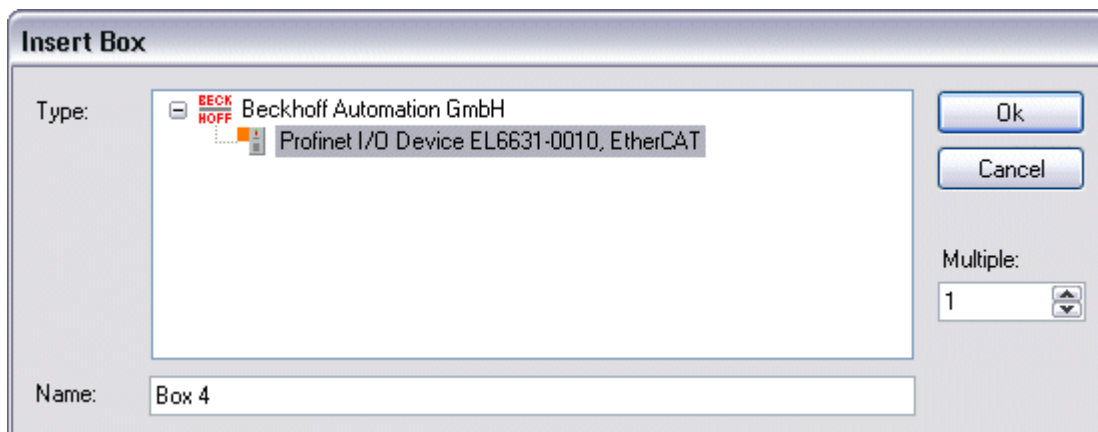 Insert Box
Type:
BECK
HOFF
Beckhoff Automation GmbH
Profinet I/O Device EL6631-0010, EtherCAT
Ok
Cancel
Multiple:
1
Name:
Box 4